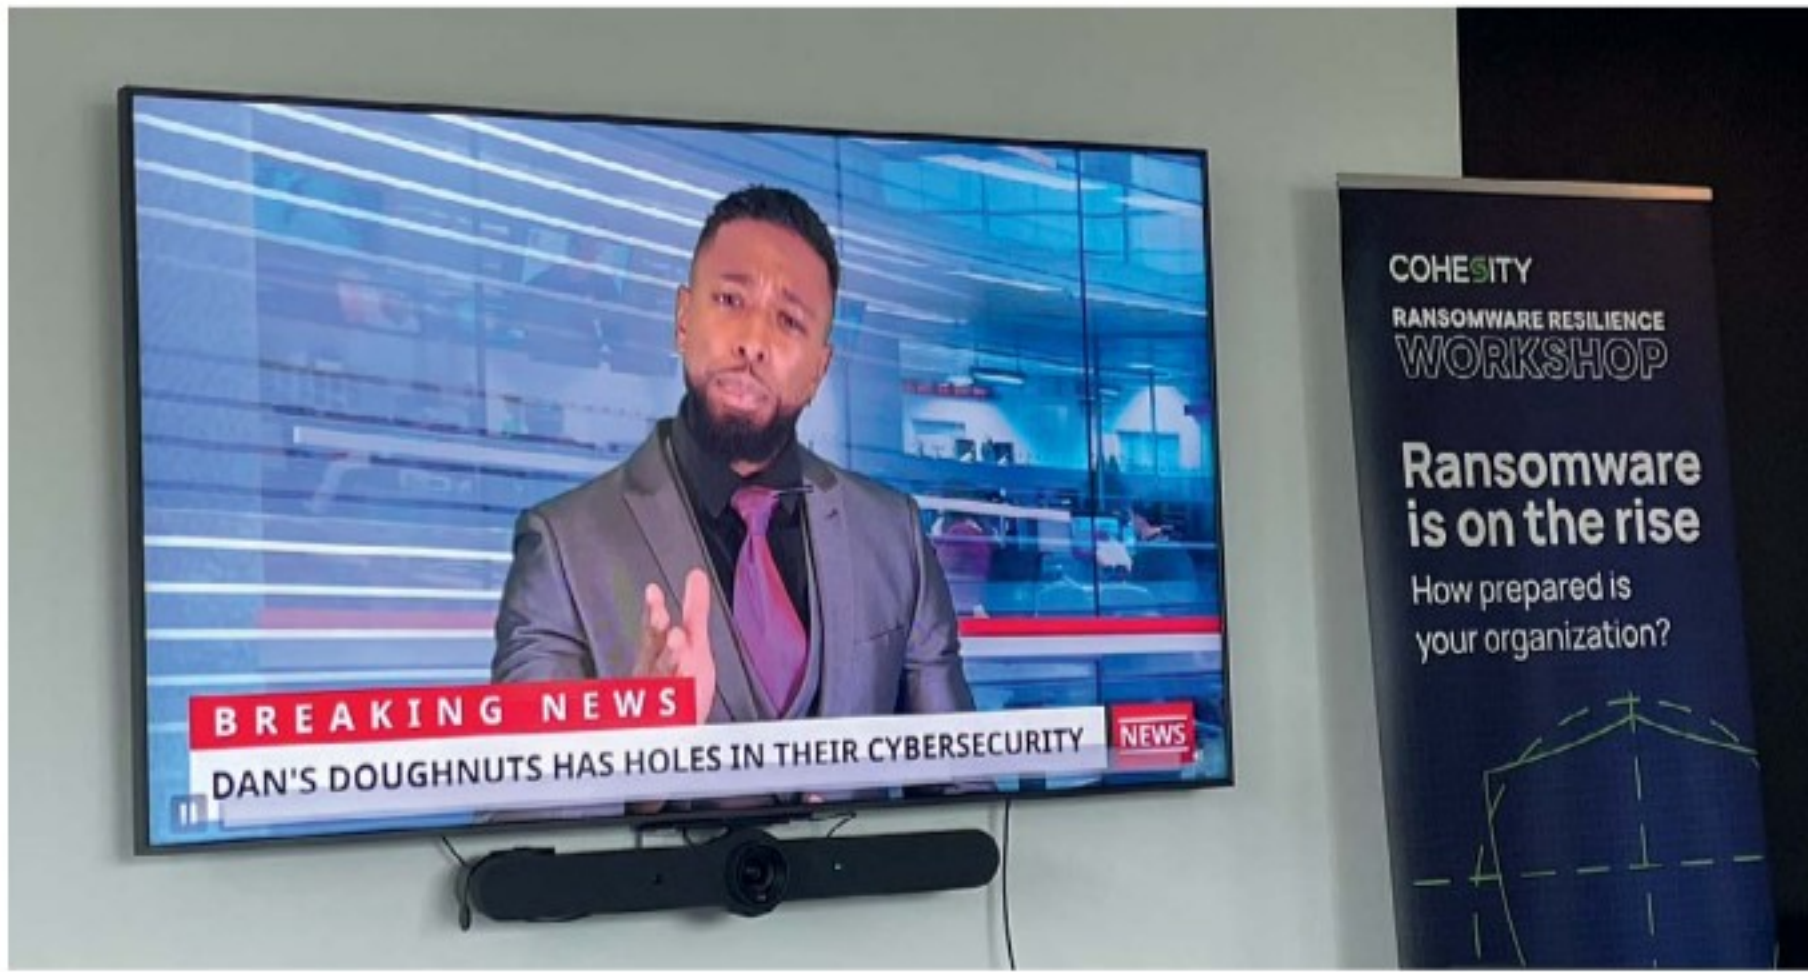 BREAKING NEWS
DAN'S DOUGHNUTS HAS HOLES IN THEIR CYBERSECURITY
NEWS
COHESITY
RANSOMWARE RESILIENCE
WORKSHOP
Ransomware
is on the rise
How prepared is
your organization?